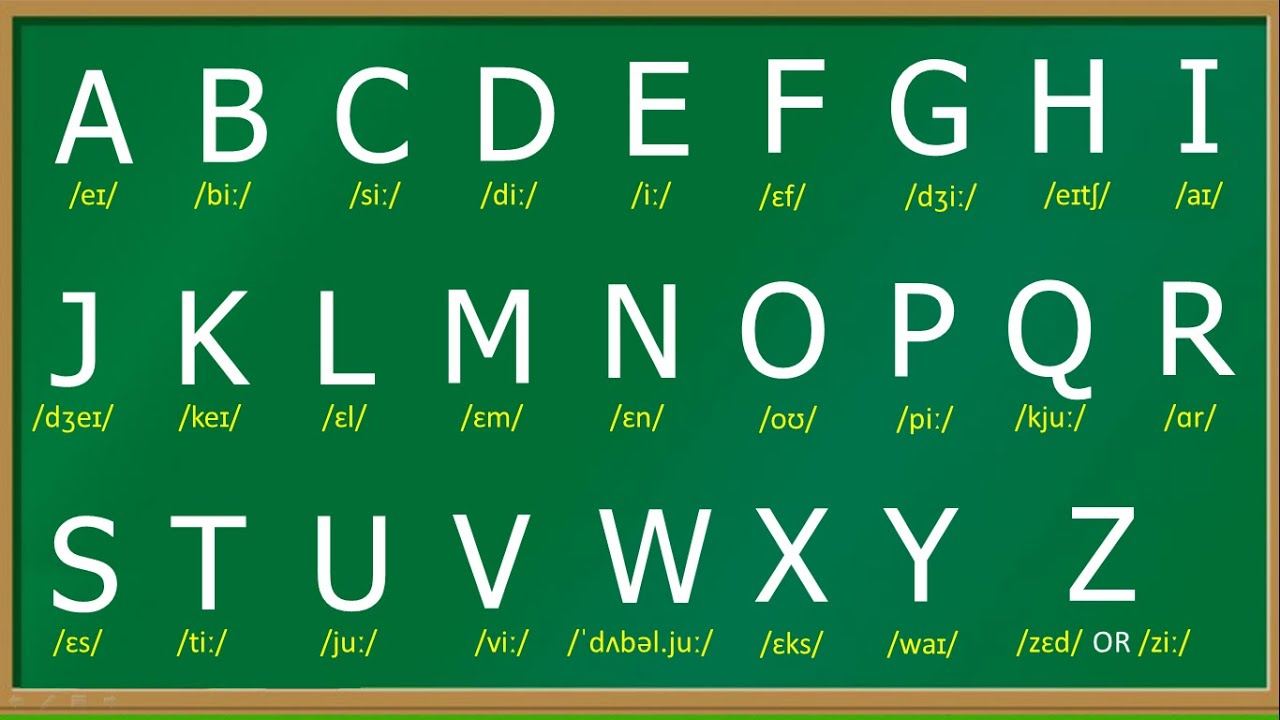 A B C D E F G H I
/eɪ/ /biː/ /siː/ /diː/ /iː/ /ɛf/ /dʒiː/ /eɪtʃ/ /aɪ/
J K L M N O P Q R
/dʒeɪ/ /keɪ/ /ɛl/ /ɛm/ /ɛn/ /oʊ/ /piː/ /kjuː/ /ɑr/
S T U V W X Y Z
/ɛs/ /tiː/ /juː/ /viː/ /ˈdʌbəl.juː/ /ɛks/ /waɪ/ /zɛd/ OR /ziː/